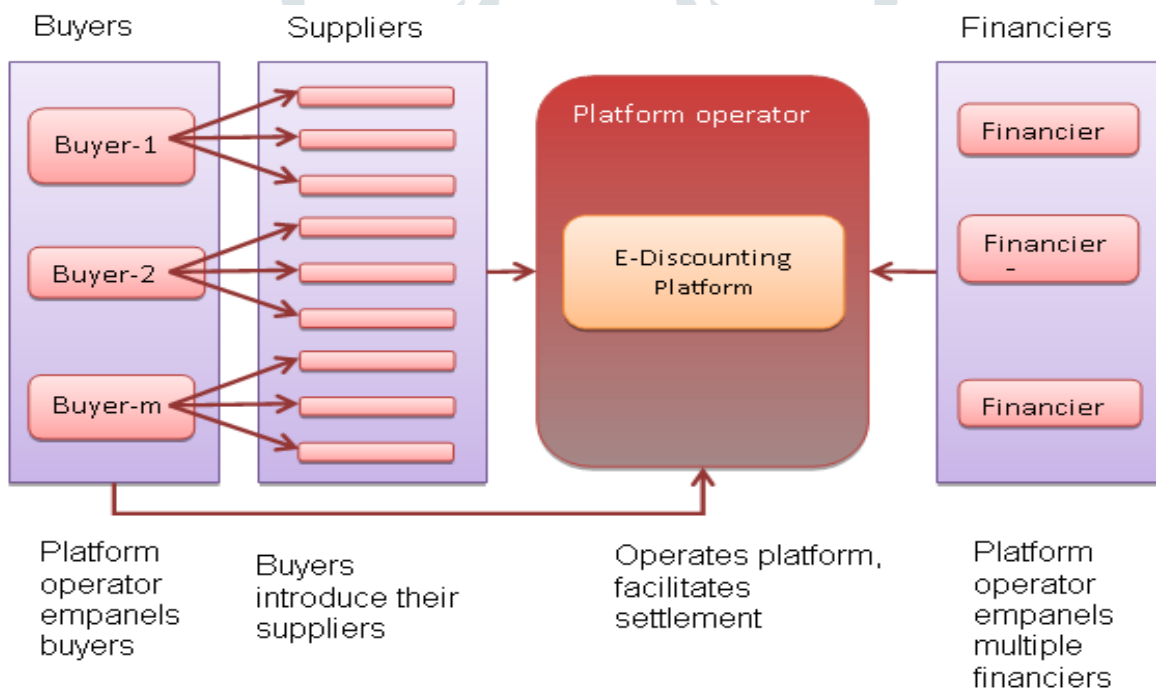 Buyers
Suppliers
Financiers
Buyer-1
Buyer-2
Buyer-m
Platform operator
E-Discounting
Platform
Financier
Financier
-
Financier
Platform
operator
empanels
buyers
Buyers
introduce their
suppliers
Operates platform,
facilitates
settlement
Platform
operator
empanels
multiple
financiers